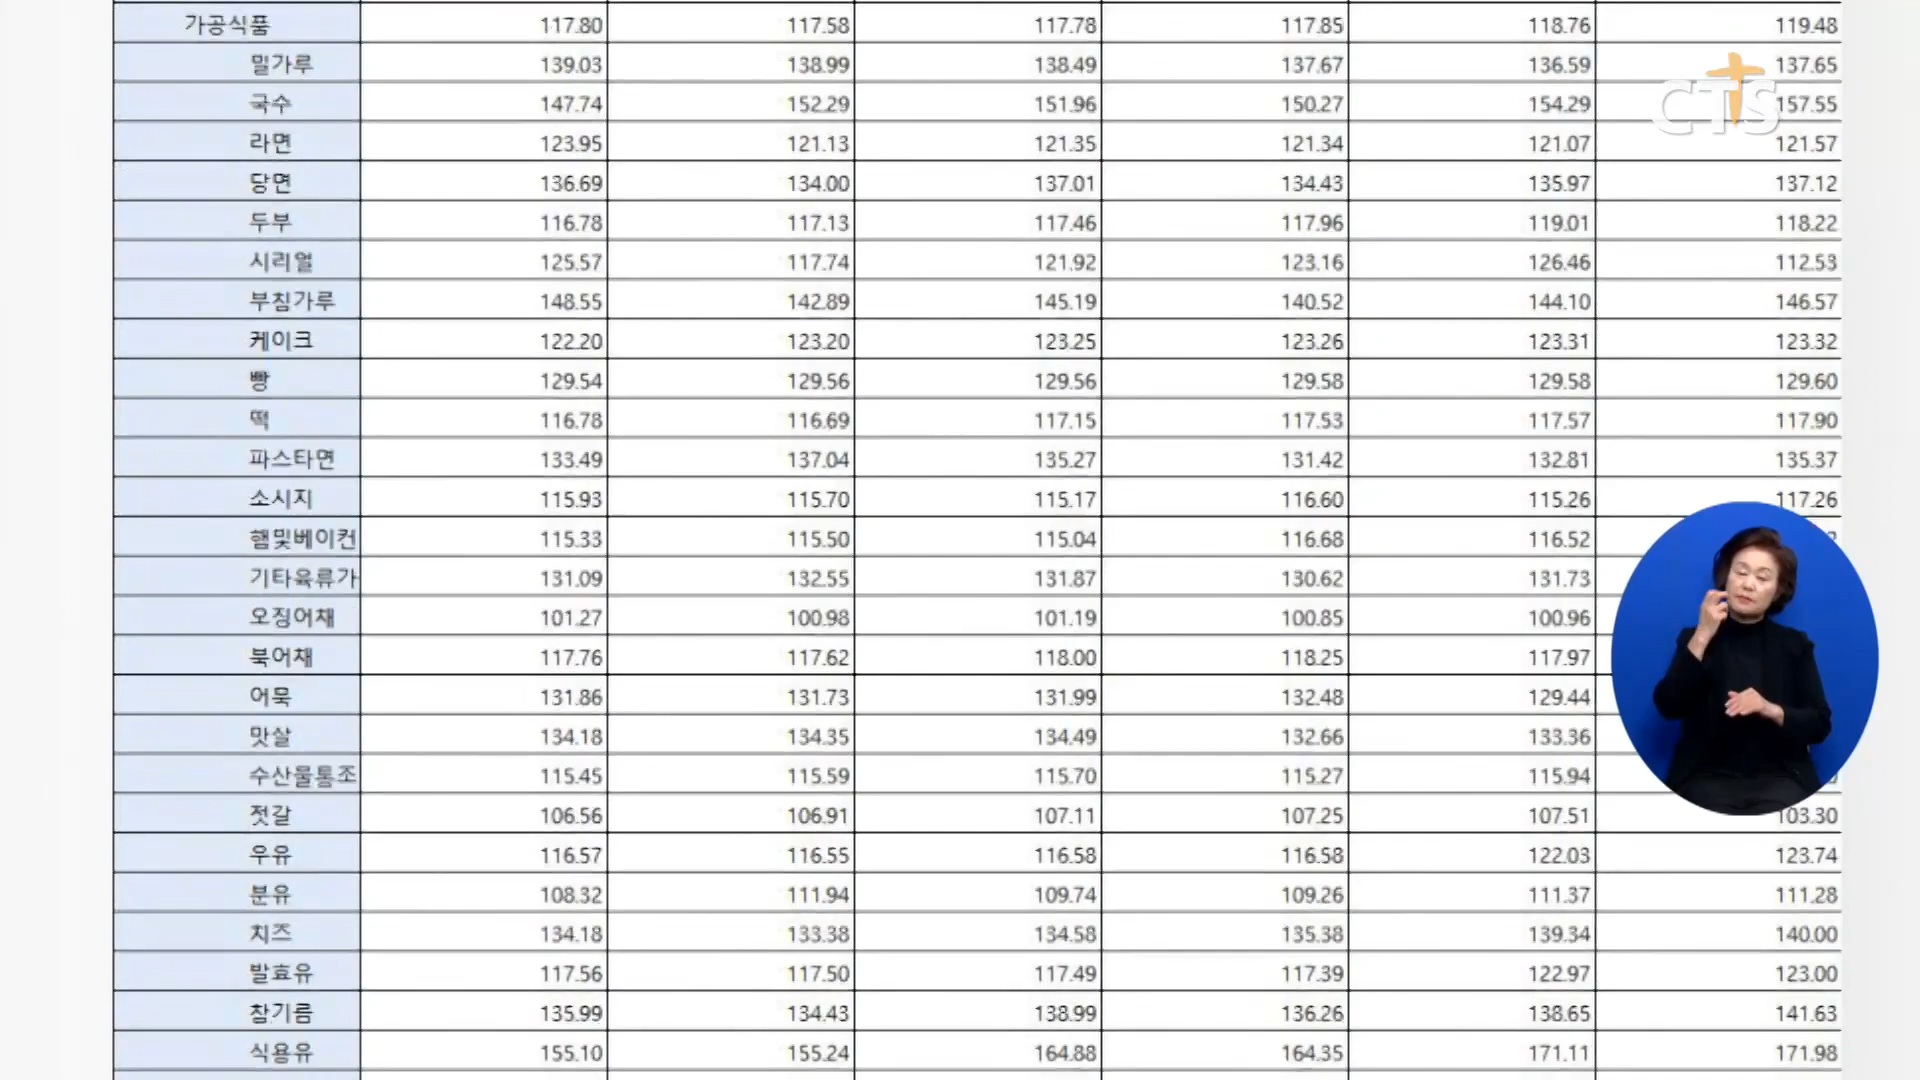 가공식품 117.80 117.58 117.78 117.85 118.76 119.48
밀가루 139.03 138.99 138.49 137.67 136.59 137.65
국수 147.74 152.29 151.96 150.27 154.29 157.55
라면 123.95 121.13 121.35 121.34 121.07 121.57
당면 136.69 134.00 137.01 134.43 135.97 137.12
두부 116.78 117.13 117.46 117.96 119.01 118.22
시리얼 125.57 117.74 121.92 123.16 126.46 112.53
부침가루 148.55 142.89 145.19 140.52 144.10 146.57
케이크 122.20 123.20 123.25 123.26 123.31 123.32
빵 129.54 129.56 129.56 129.58 129.58 129.60
떡 116.78 116.69 117.15 117.53 117.57 117.90
파스타면 133.49 137.04 135.27 131.42 132.81 135.37
소시지 115.93 115.70 115.17 116.60 115.26 117.26
햄및베이컨 115.33 115.50 115.04 116.68 116.52
기타육류가 131.09 132.55 131.87 130.62 131.73
오징어채 101.27 100.98 101.19 100.85 100.96
북어채 117.76 117.62 118.00 118.25 117.97
어묵 131.86 131.73 131.99 132.48 129.44
맛살 134.18 134.35 134.49 132.66 133.36
수산물통조 115.45 115.59 115.70 115.27 115.94
젓갈 106.56 106.91 107.11 107.25 107.51 103.30
우유 116.57 116.55 116.58 116.58 122.03 123.74
분유 108.32 111.94 109.74 109.26 111.37 111.28
치즈 134.18 133.38 134.58 135.38 139.34 140.00
발효유 117.56 117.50 117.49 117.39 122.97 123.00
참기름 135.99 134.43 138.99 136.26 138.65 141.63
식용유 155.10 155.24 164.88 164.35 171.11 171.98
CTS